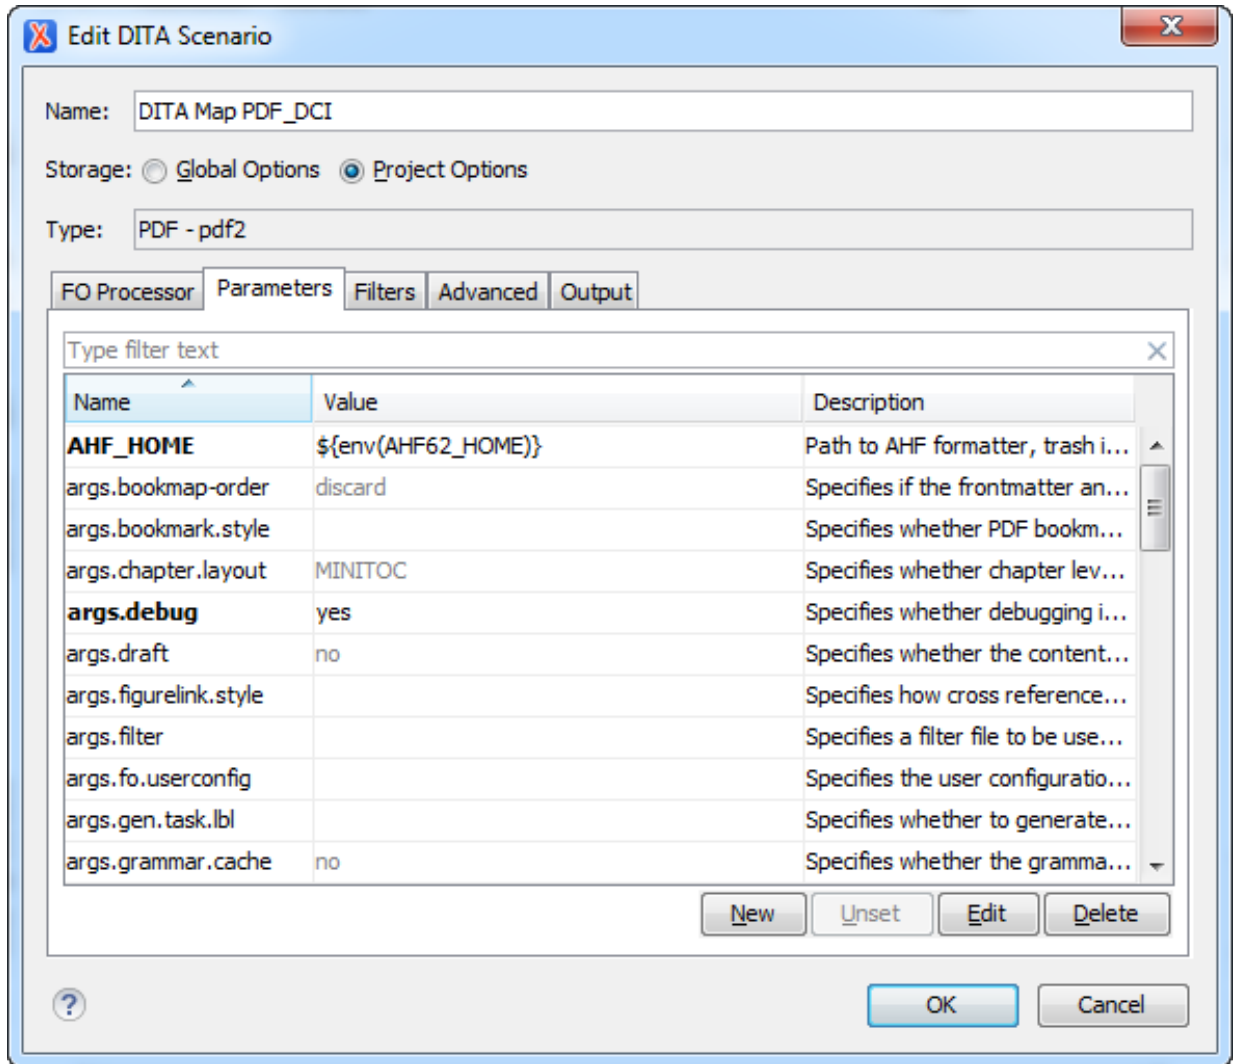 Edit DITA Scenario
Name: DITA Map PDF_DCI
Storage: Global Options Project Options
Type: PDF - pdf2
FO Processor Parameters Filters Advanced Output
Type filter text
Name Value Description
AHF_HOME ${env(AHF62_HOME)} Path to AHF formatter, trash i...
args.bookmap-order discard Specifies if the frontmatter an...
args.bookmark.style Specifies whether PDF bookm...
args.chapter.layout MINITOC Specifies whether chapter lev...
args.debug yes Specifies whether debugging i...
args.draft no Specifies whether the content...
args.figurelink.style Specifies how cross reference...
args.filter Specifies a filter file to be use...
args.fo.userconfig Specifies the user configuratio...
args.gen.task.lbl Specifies whether to generate...
args.grammar.cache no Specifies whether the gramma...
New Unset Edit Delete
? OK Cancel